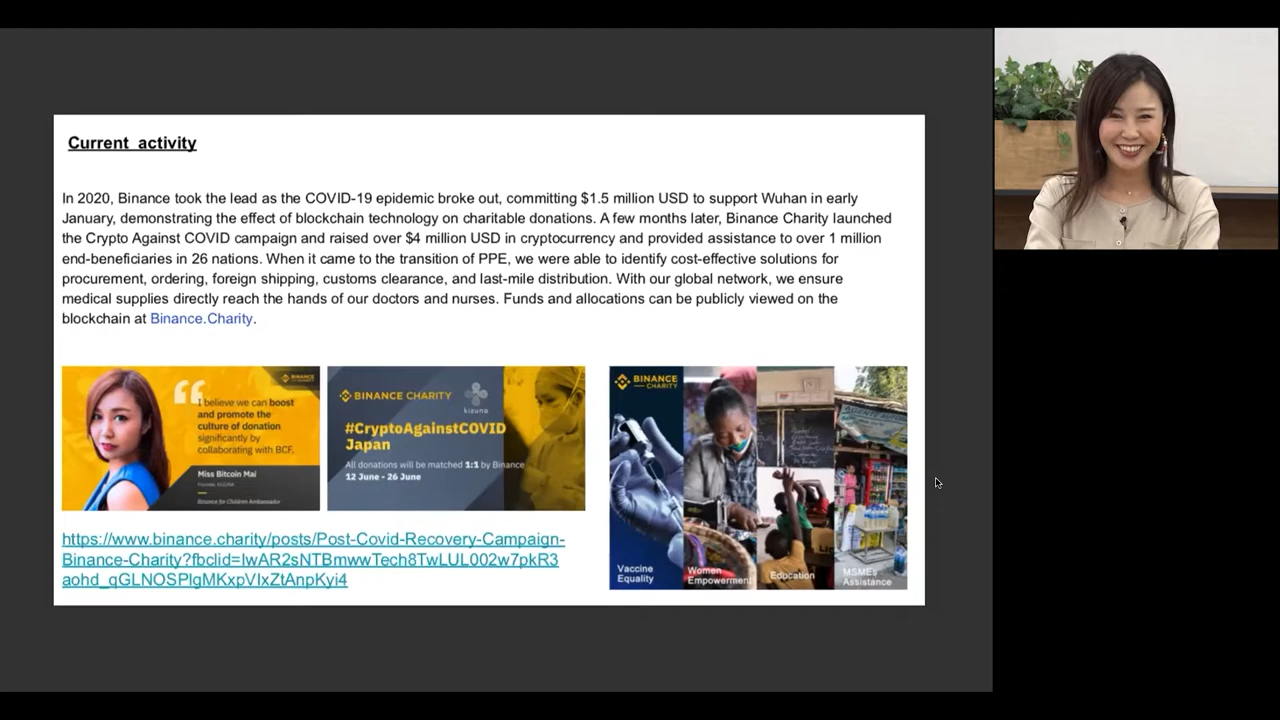 Current activity
In 2020, Binance took the lead as the COVID-19 epidemic broke out, committing $1.5 million USD to support Wuhan in early
January, demonstrating the effect of blockchain technology on charitable donations. A few months later, Binance Charity launched
the Crypto Against COVID campaign and raised over $4 million USD in cryptocurrency and provided assistance to over 1 million
end-beneficiaries in 26 nations. When it came to the transition of PPE, we were able to identify cost-effective solutions for
procurement, ordering, foreign shipping, customs clearance, and last-mile distribution. With our global network, we ensure
medical supplies directly reach the hands of our doctors and nurses. Funds and allocations can be publicly viewed on the
blockchain at Binance.Charity.
BINANCE
CHARITY
“
I believe we can boost
and promote the
culture of donation
significantly by
collaborating with BCF.
Miss Bitcoin Mai
Founder, KIZUNA
Binance for Children Ambassador
BINANCE CHARITY
kizuna
#CryptoAgainstCOVID
Japan
All donations will be matched 1:1 by Binance
12 June - 26 June
BINANCE
CHARITY
Vaccine
Equality
Women
Empowerment
Education
MSMEs
Assistance
https://www.binance.charity/posts/Post-Covid-Recovery-Campaign-
Binance-Charity?fbclid=IwAR2sNTBmwwTech8TwLUL002w7pkR3
aohd_qGLNOSPlgMKxpVIxZtAnpKyi4